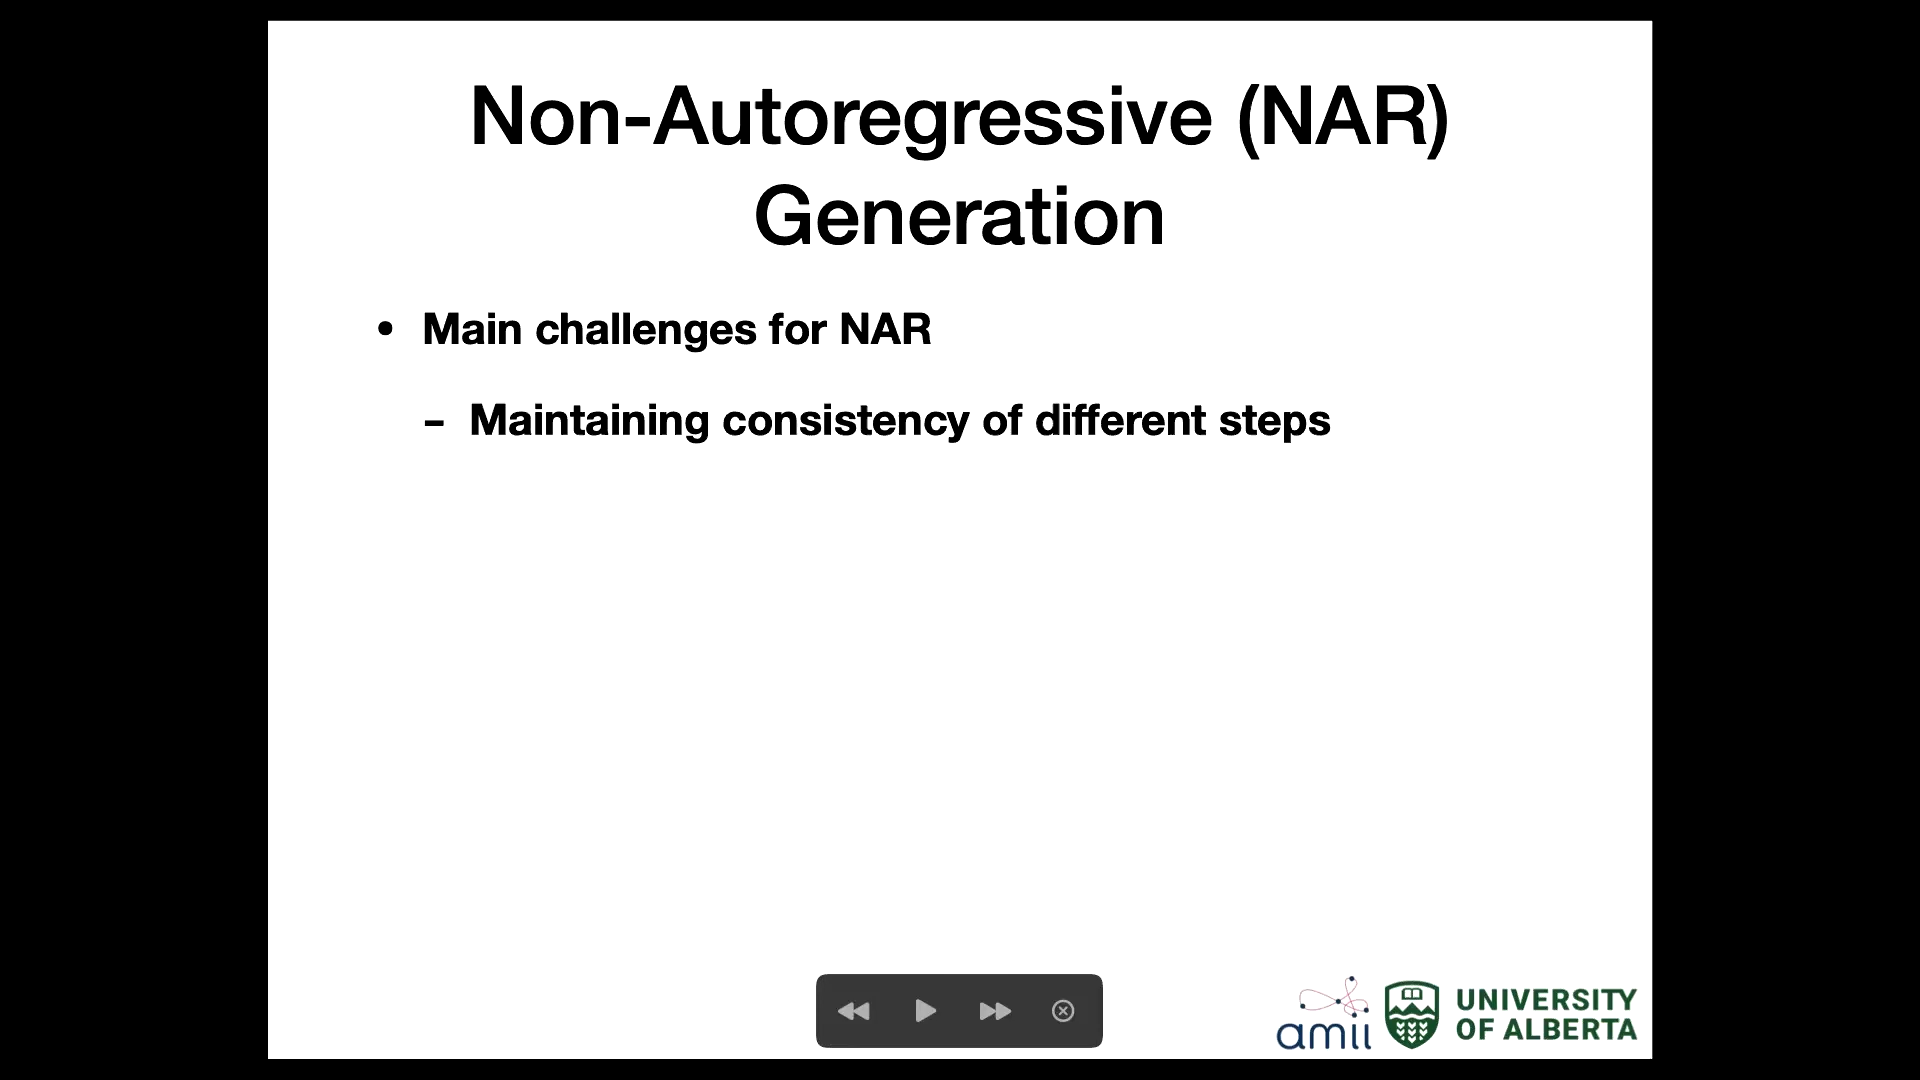 Non-Autoregressive (NAR)
Generation
• Main challenges for NAR
– Maintaining consistency of different steps
amii
UNIVERSITY
OF ALBERTA